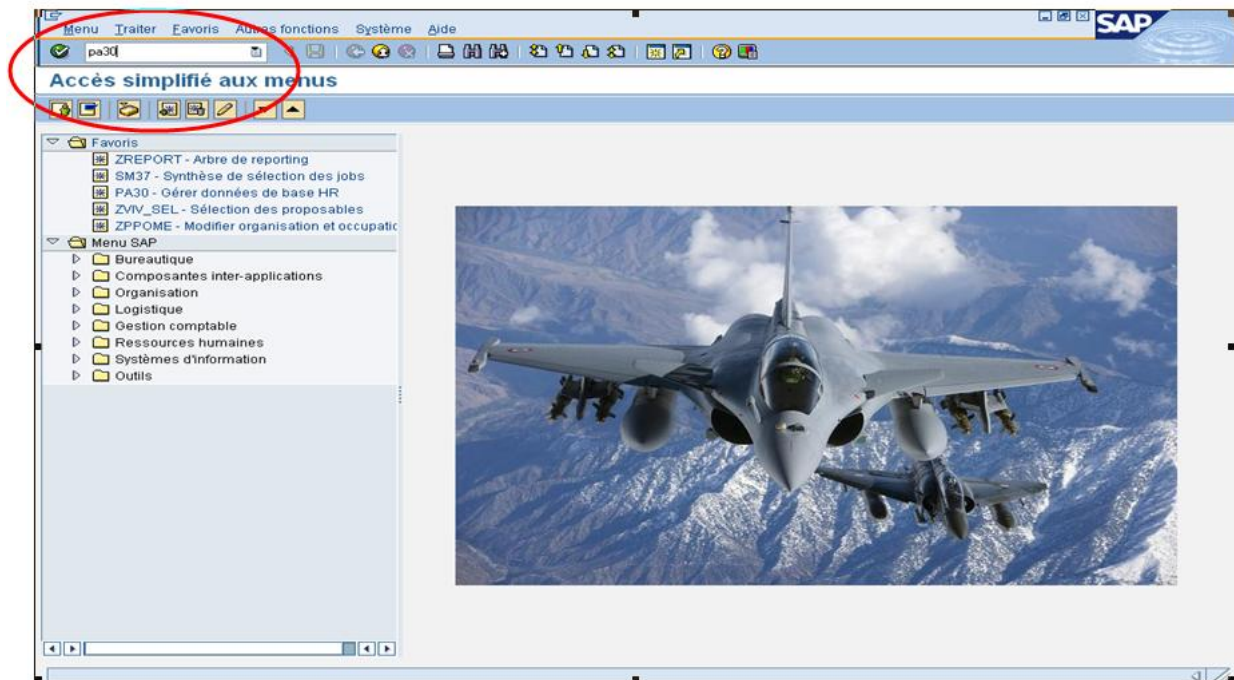 Menu Traiter Favoris Autres fonctions Système Aide
SAP
pa30
Accès simplifié aux menus
Favoris
ZREPORT - Arbre de reporting
SM37 - Synthèse de sélection des jobs
PA30 - Gérer données de base HR
ZVIV_SEL - Sélection des proposables
ZPPOME - Modifier organisation et occupatic
Menu SAP
Bureautique
Composantes inter-applications
Organisation
Logistique
Gestion comptable
Ressources humaines
Systèmes d'information
Outils